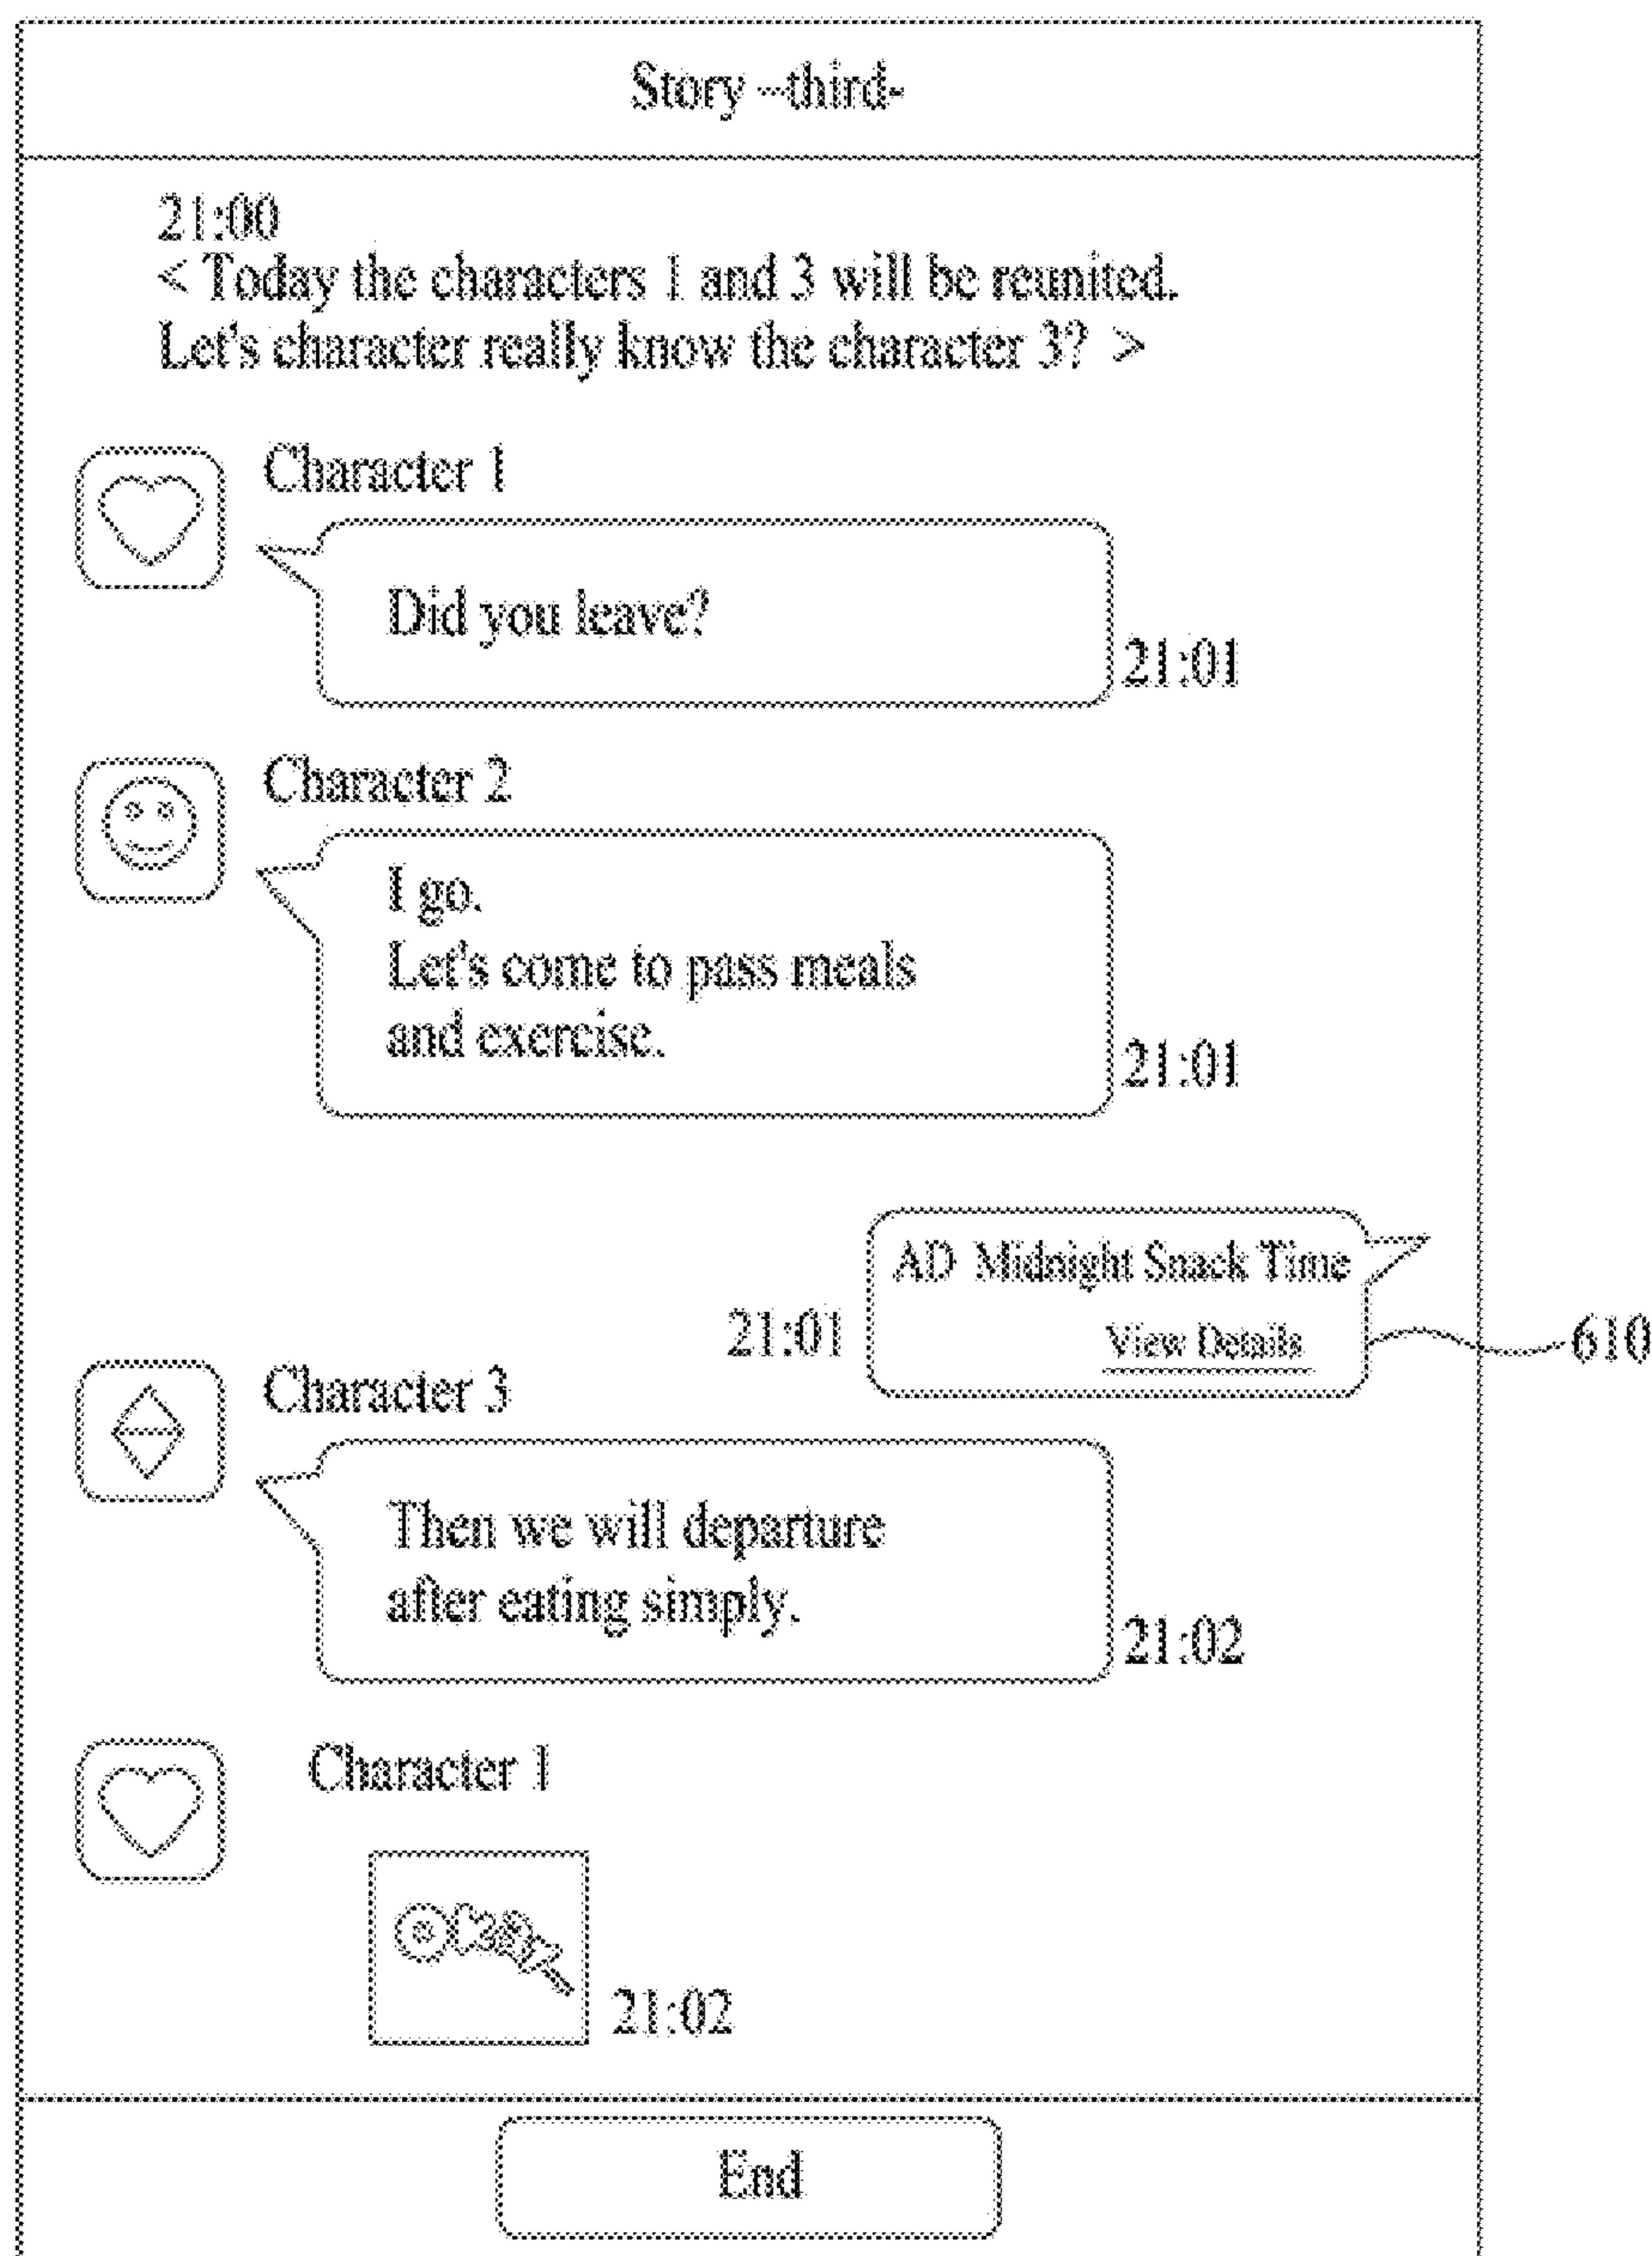 Story –third-
21:00
< Today the characters 1 and 3 will be reunited.
Let's character really know the character 3? >
Character 1
Did you leave?
21:01
Character 2
I go.
Let's come to pass meals
and exercise.
21:01
AD Midnight Snack Time
View Details
21:01
610
Character 3
Then we will departure
after eating simply.
21:02
Character 1
21:02
End